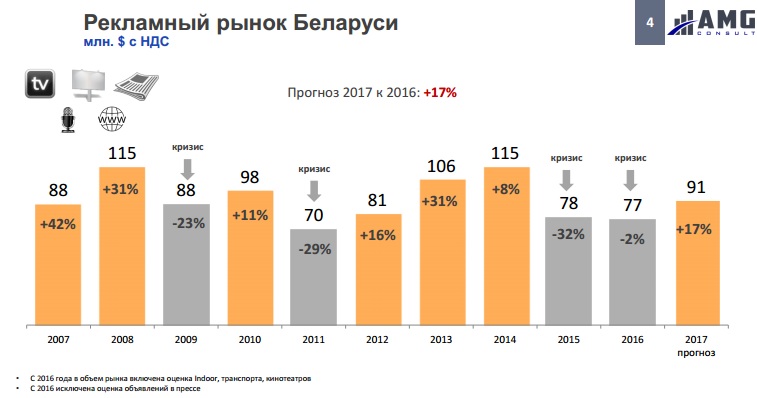 Рекламный рынок Беларуси
млн. $ с НДС
4
AMG
CONSULT
tv
www
Прогноз 2017 к 2016: +17%
88
+42%
2007
115
+31%
2008
кризис
88
-23%
2009
98
+11%
2010
кризис
70
-29%
2011
81
+16%
2012
106
+31%
2013
115
+8%
2014
кризис
78
-32%
2015
кризис
77
-2%
2016
91
+17%
2017
прогноз
• С 2016 года в объем рынка включена оценка Indoor, транспорта, кинотеатров
• С 2016 исключена оценка объявлений в прессе